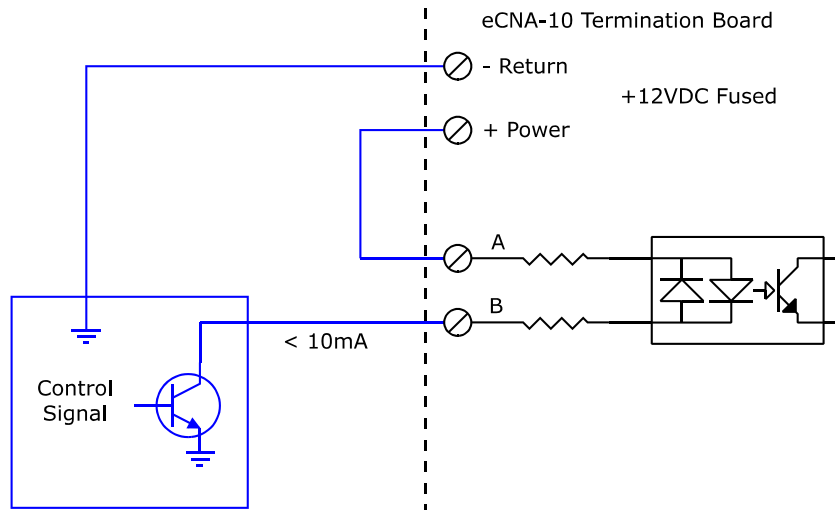 eCNA-10 Termination Board
- Return
+12VDC Fused
+ Power
A
B
< 10mA
Control
Signal